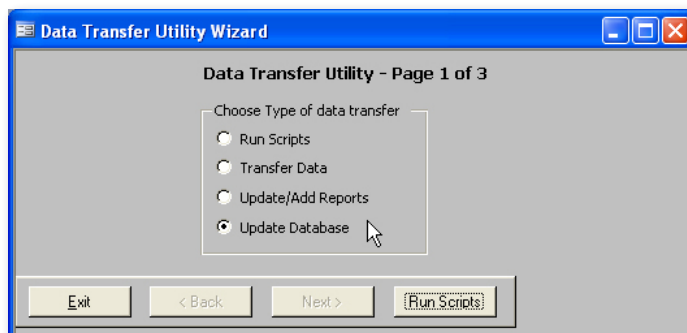 Data Transfer Utility Wizard
Data Transfer Utility - Page 1 of 3
Choose Type of data transfer
Run Scripts
Transfer Data
Update/Add Reports
Update Database
Exit < Back Next > Run Scripts